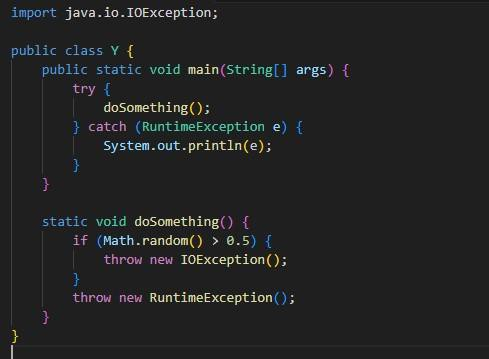 import java.io.IOException;
public class Y {
public static void main(String[] args) {
try {
doSomething();
} catch (RuntimeException e) {
System.out.println(e);
}
}
static void doSomething() {
if (Math.random() > 0.5) {
throw new IOException();
}
throw new RuntimeException();
}
}